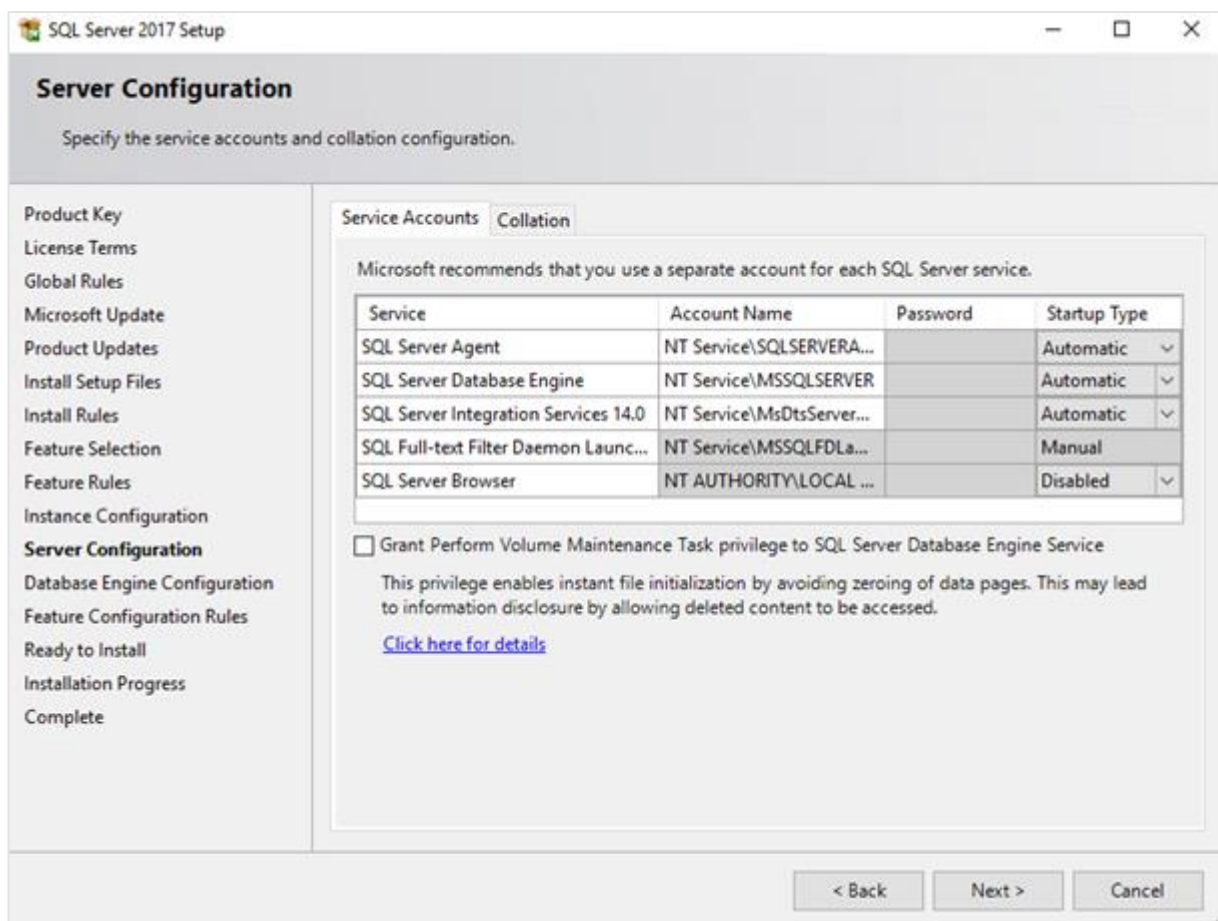 SQL Server 2017 Setup
Server Configuration
Specify the service accounts and collation configuration.
Product Key
License Terms
Global Rules
Microsoft Update
Product Updates
Install Setup Files
Install Rules
Feature Selection
Feature Rules
Instance Configuration
Server Configuration
Database Engine Configuration
Feature Configuration Rules
Ready to Install
Installation Progress
Complete
Service Accounts Collation
Microsoft recommends that you use a separate account for each SQL Server service.
Service Account Name Password Startup Type
SQL Server Agent NT Service\SQLSERVERA... Automatic
SQL Server Database Engine NT Service\MSSQLSERVER Automatic
SQL Server Integration Services 14.0 NT Service\MsDtsServer... Automatic
SQL Full-text Filter Daemon Launc... NT Service\MSSQLFDLa... Manual
SQL Server Browser NT AUTHORITY\LOCAL ... Disabled
Grant Perform Volume Maintenance Task privilege to SQL Server Database Engine Service
This privilege enables instant file initialization by avoiding zeroing of data pages. This may lead
to information disclosure by allowing deleted content to be accessed.
Click here for details
< Back Next > Cancel